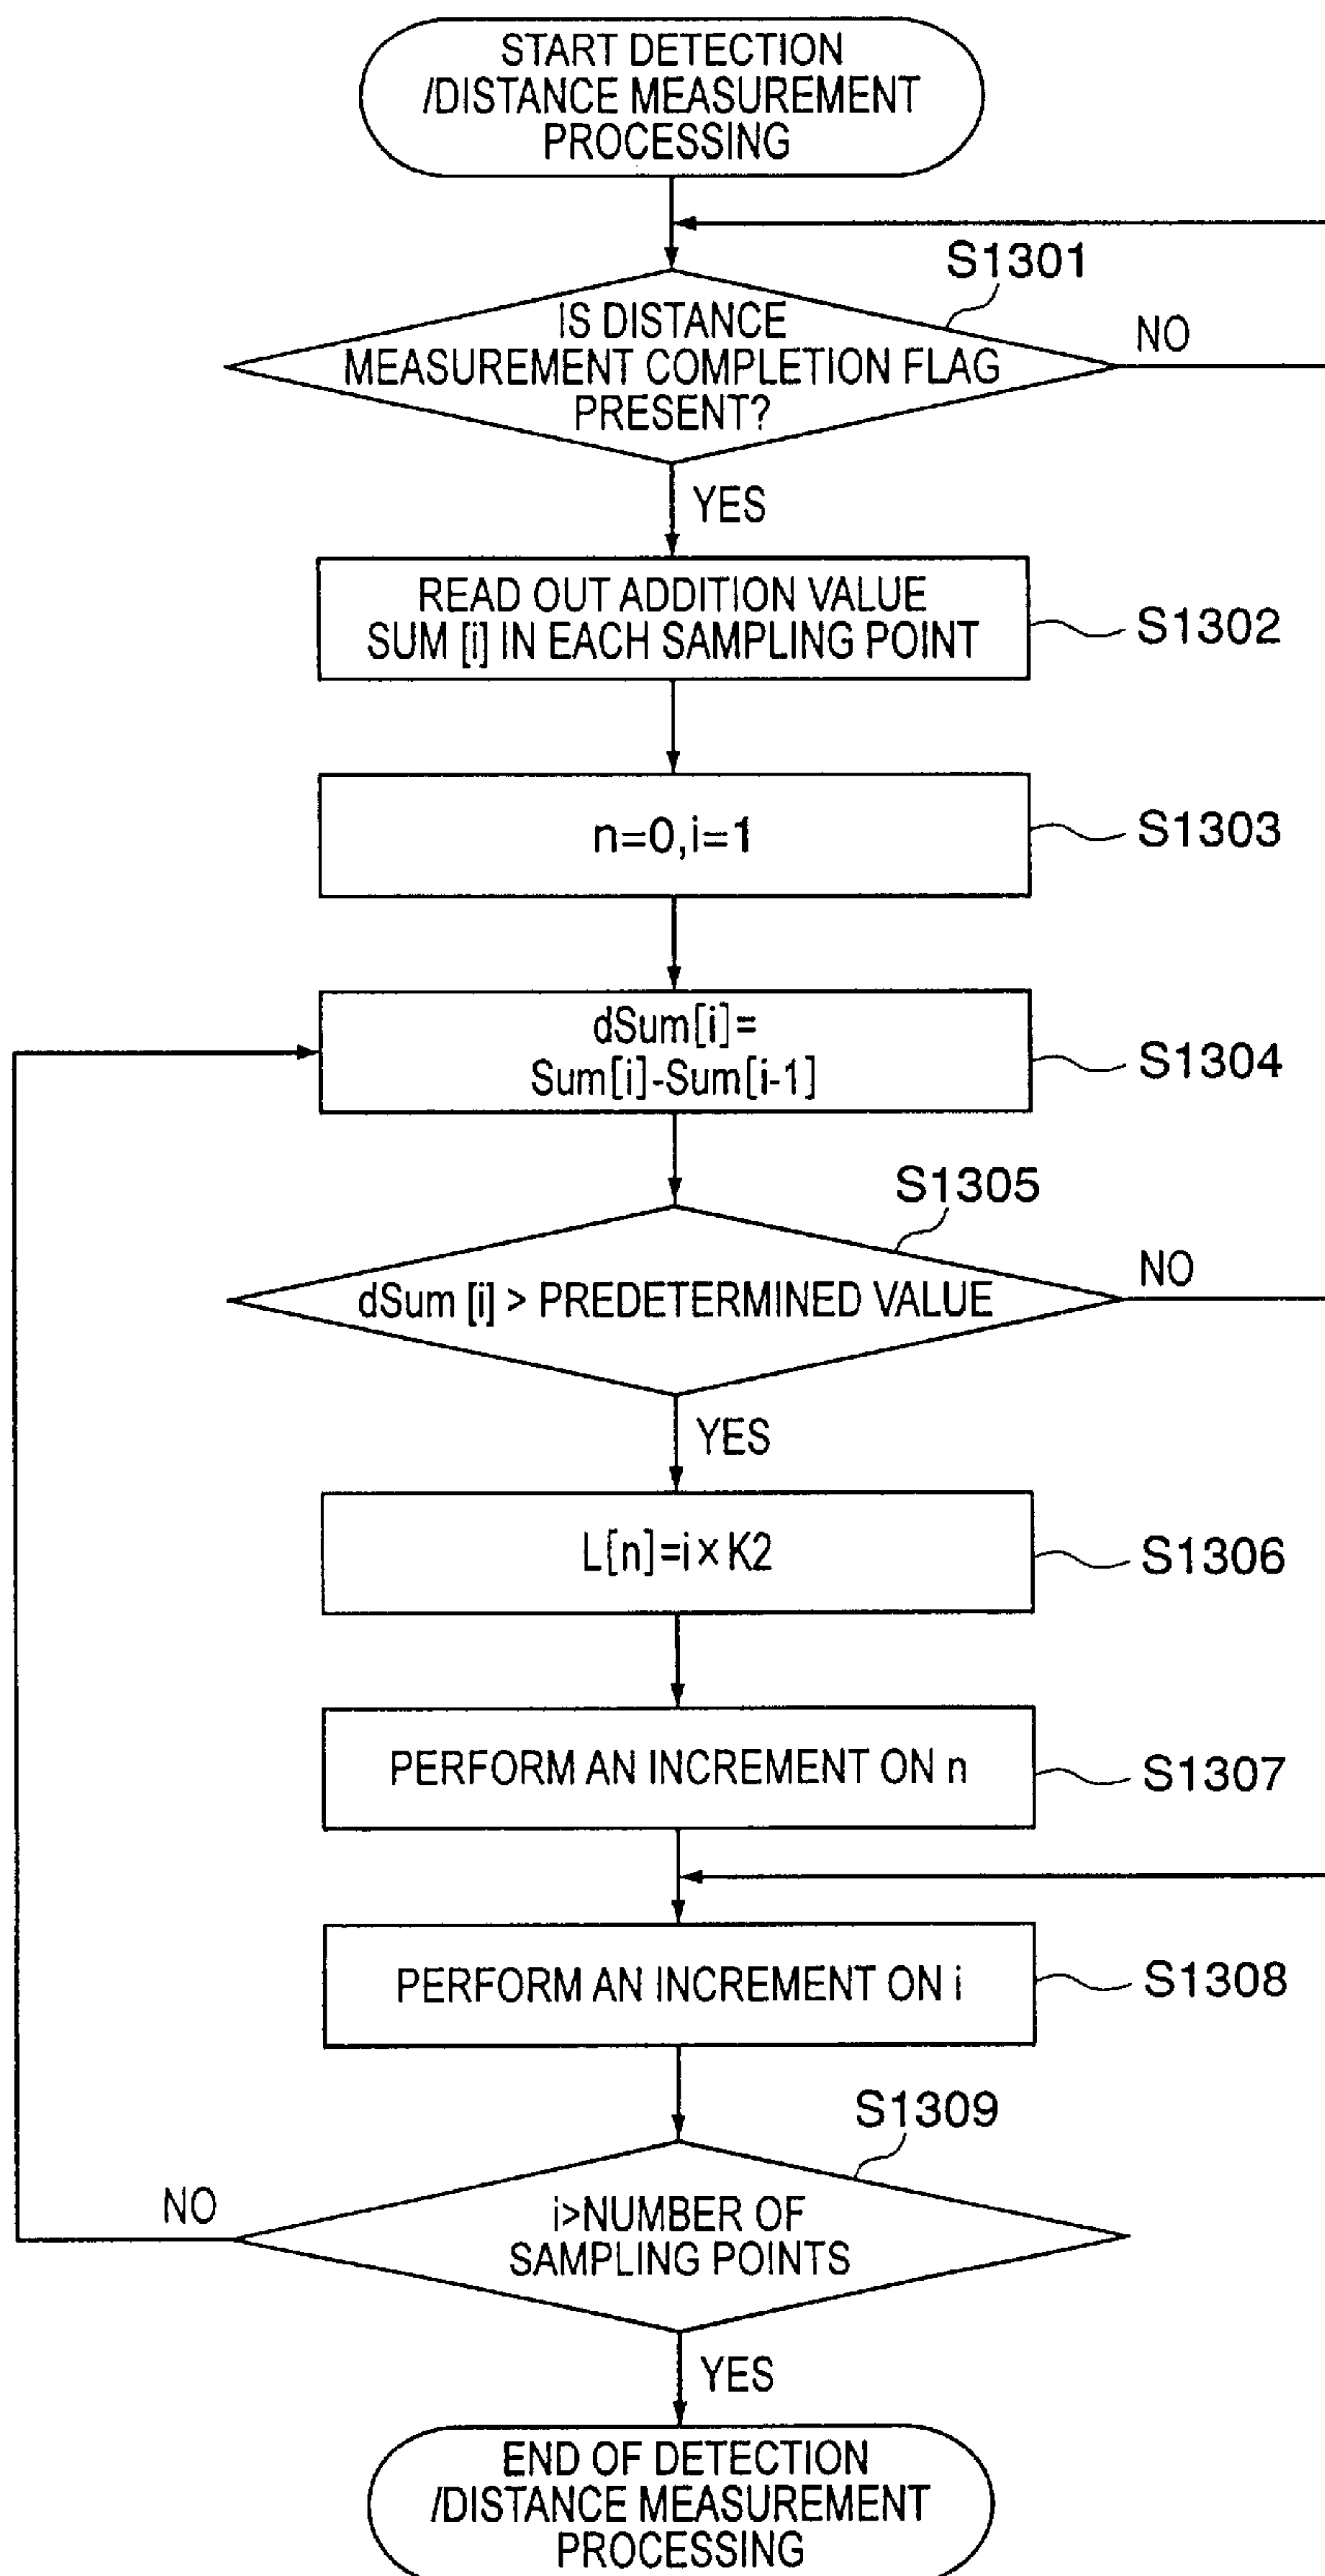 START DETECTION
/DISTANCE MEASUREMENT
PROCESSING
S1301
IS DISTANCE
MEASUREMENT COMPLETION FLAG
PRESENT?
NO
YES
READ OUT ADDITION VALUE
SUM [i] IN EACH SAMPLING POINT
S1302
n=0,i=1
S1303
dSum[i]=
Sum[i]-Sum[i-1]
S1304
S1305
dSum [i] > PREDETERMINED VALUE
NO
YES
L[n]=i×K2
S1306
PERFORM AN INCREMENT ON n
S1307
PERFORM AN INCREMENT ON i
S1308
S1309
i>NUMBER OF
SAMPLING POINTS
NO
YES
END OF DETECTION
/DISTANCE MEASUREMENT
PROCESSING